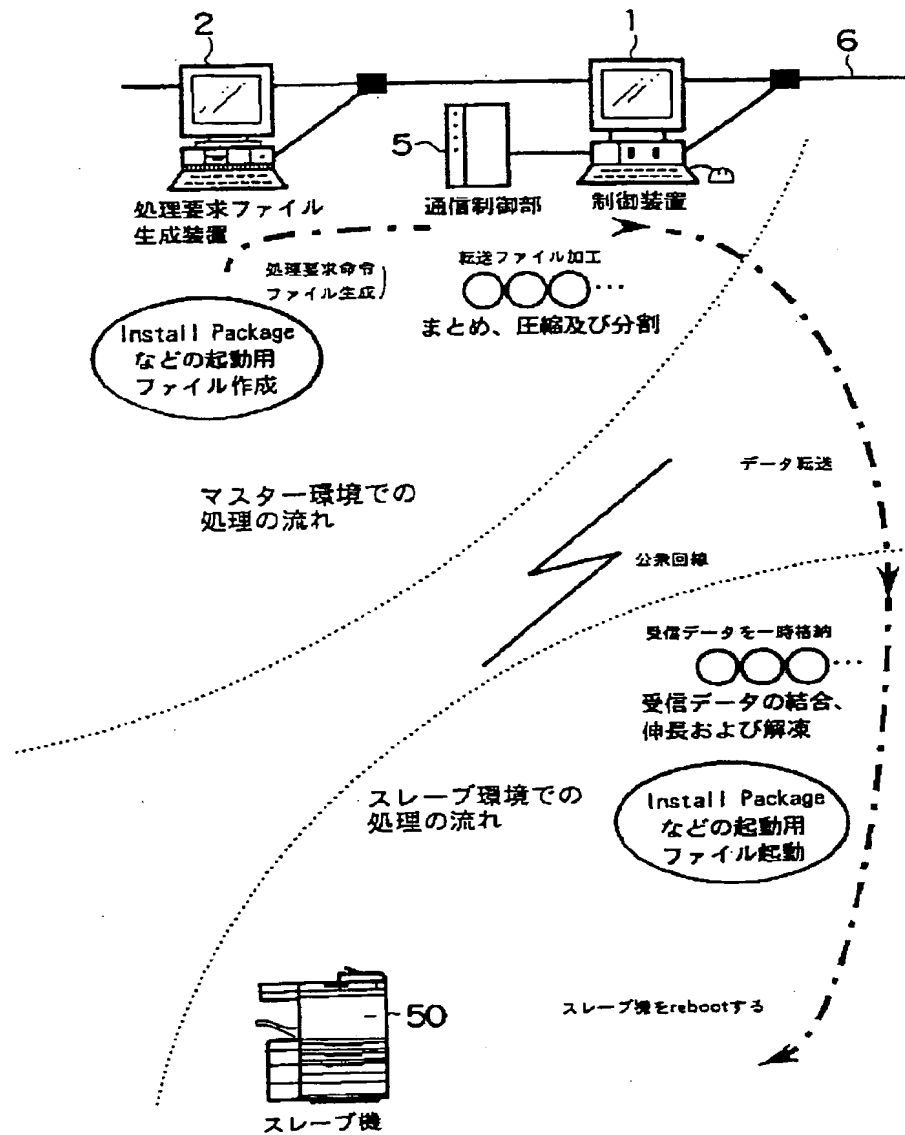 2
1
6
5
処理要求ファイル
生成装置
通信制御部
制御装置
処理要求命令
ファイル生成
転送ファイル加工
…
まとめ、圧縮及び分割
Install Package
などの起動用
ファイル作成
データ転送
マスター環境での
処理の流れ
公衆回線
受信データを一時格納
…
受信データの結合、
伸長および解凍
スレーブ環境での
処理の流れ
Install Package
などの起動用
ファイル起動
50
スレーブ機をrebootする
スレーブ機